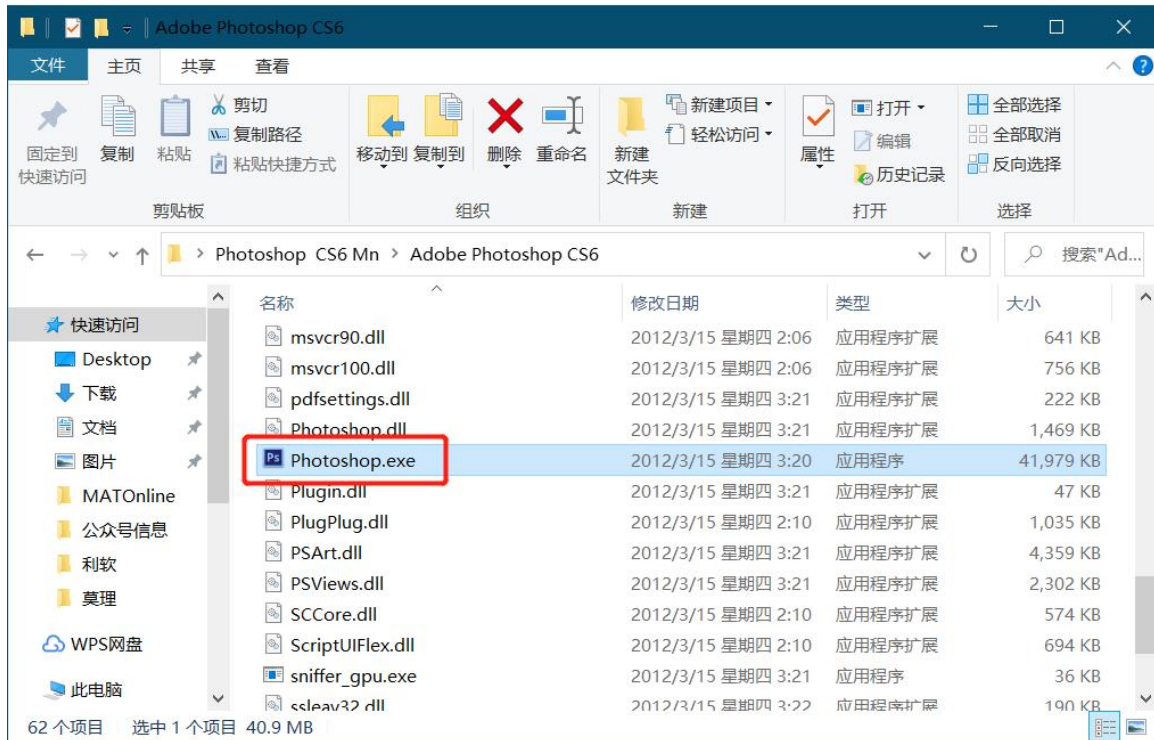 Adobe Photoshop CS6
文件 主页 共享 查看
固定到快速访问 复制 粘贴 剪切 复制路径 粘贴快捷方式 移动到 复制到 删除 重命名 新建文件夹 新建项目 轻松访问 属性 打开 编辑 历史记录 全部选择 全部取消 反向选择
剪贴板 组织 新建 打开 选择
Photoshop CS6 Mn > Adobe Photoshop CS6 搜索"Ad...
名称 修改日期 类型 大小
快速访问
Desktop
下载
文档
图片
MATOnline
公众号信息
利软
莫理
WPS网盘
此电脑
msvcr90.dll 2012/3/15 星期四 2:06 应用程序扩展 641 KB
msvcr100.dll 2012/3/15 星期四 2:06 应用程序扩展 756 KB
pdfsettings.dll 2012/3/15 星期四 3:21 应用程序扩展 222 KB
Photoshop.dll 2012/3/15 星期四 3:21 应用程序扩展 1,469 KB
Ps Photoshop.exe 2012/3/15 星期四 3:20 应用程序 41,979 KB
Plugin.dll 2012/3/15 星期四 3:21 应用程序扩展 47 KB
PlugPlug.dll 2012/3/15 星期四 2:10 应用程序扩展 1,035 KB
PSArt.dll 2012/3/15 星期四 3:21 应用程序扩展 4,359 KB
PSViews.dll 2012/3/15 星期四 3:21 应用程序扩展 2,302 KB
SCCore.dll 2012/3/15 星期四 2:10 应用程序扩展 574 KB
ScriptUIFlex.dll 2012/3/15 星期四 2:10 应用程序扩展 694 KB
sniffer_gpu.exe 2012/3/15 星期四 3:21 应用程序 36 KB
ssleay32.dll 2012/3/15 星期四 3:22 应用程序扩展 190 KB
62 个项目 选中 1 个项目 40.9 MB